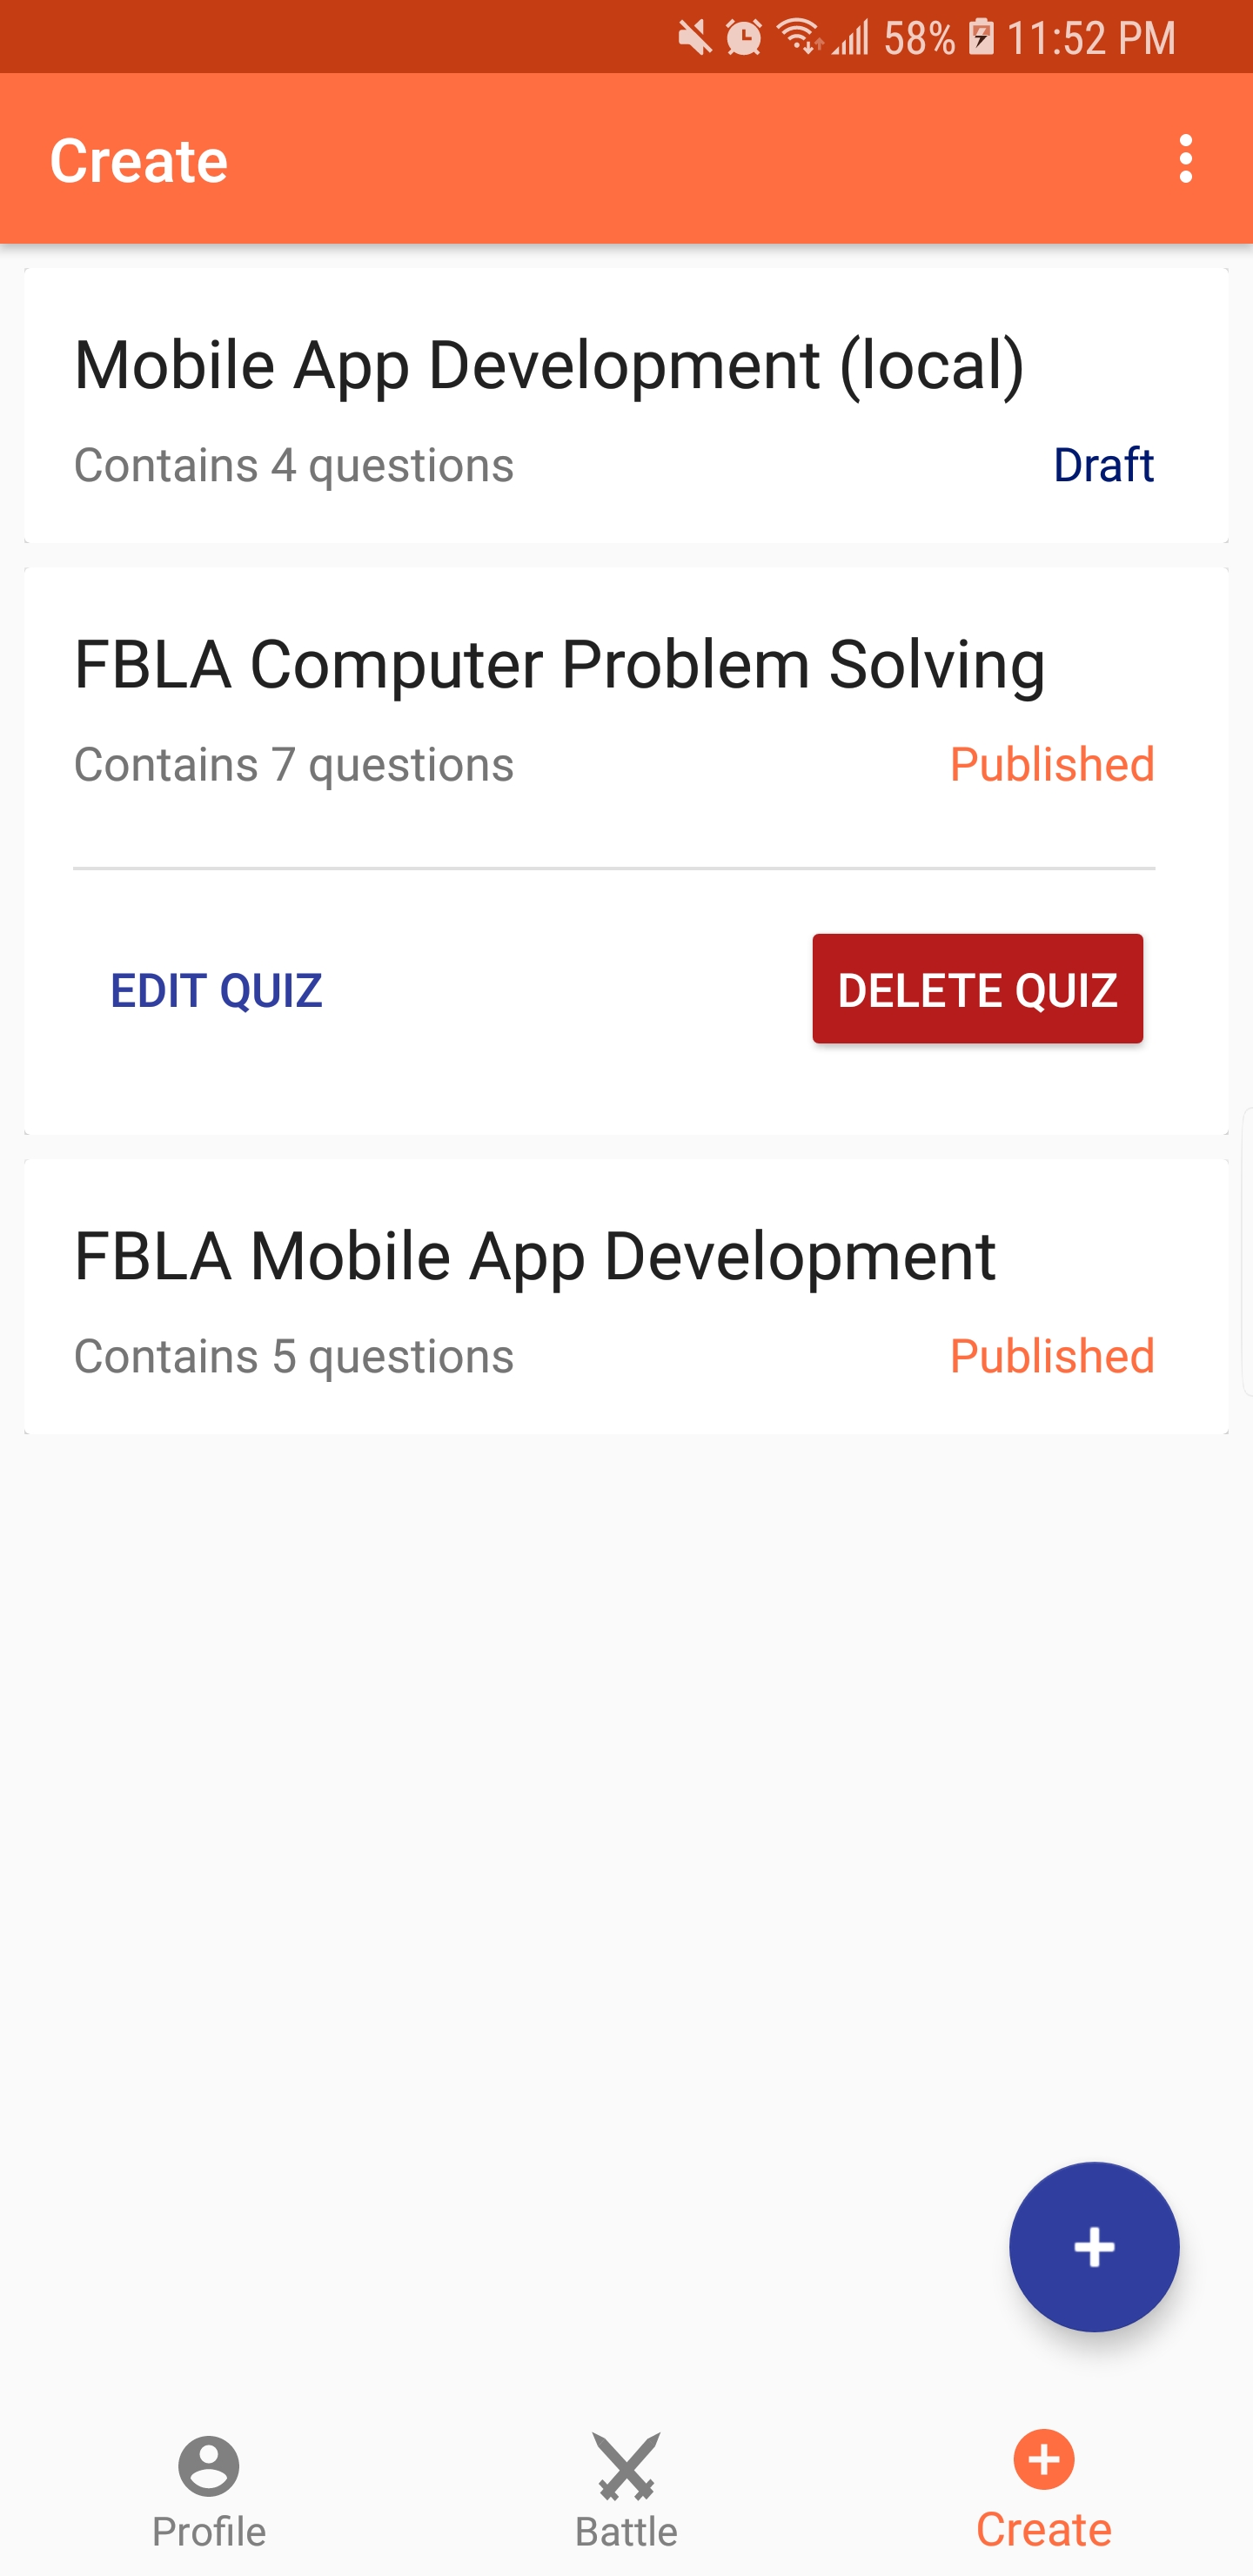 58% 11:52 PM
Create
Mobile App Development (local)
Contains 4 questions Draft
FBLA Computer Problem Solving
Contains 7 questions Published
EDIT QUIZ DELETE QUIZ
FBLA Mobile App Development
Contains 5 questions Published
Profile Battle Create